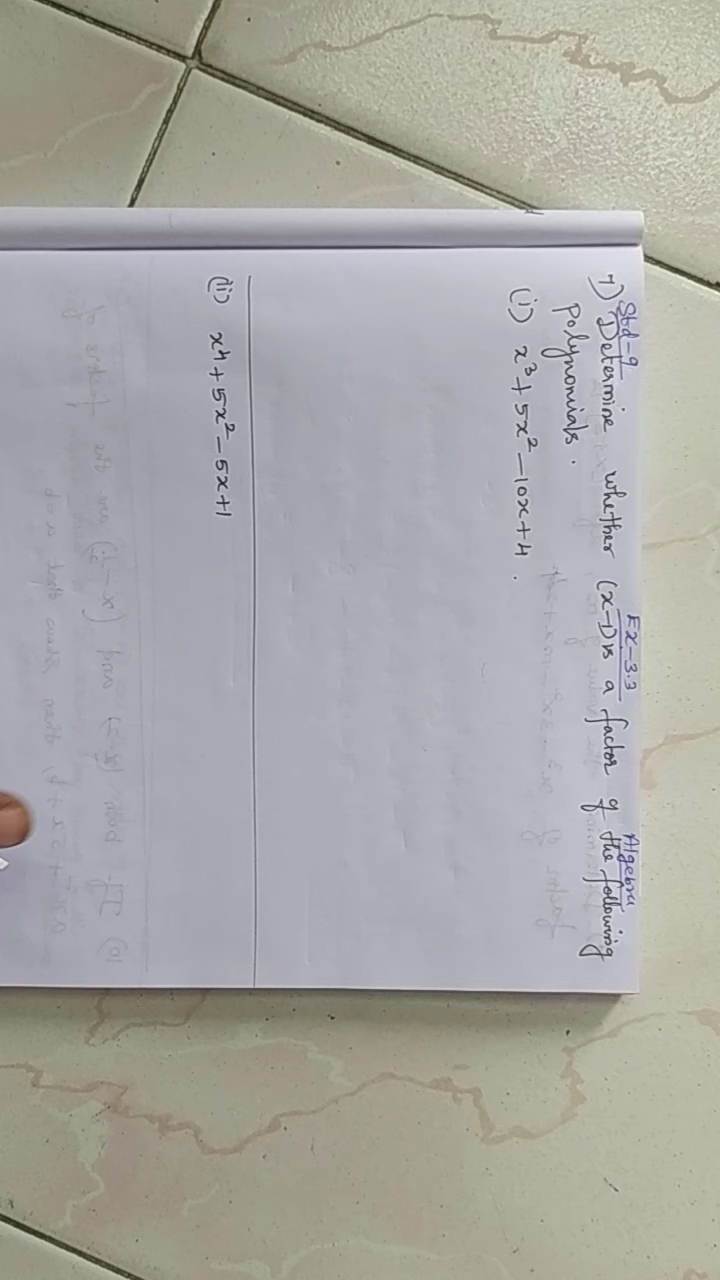 Std-9 Ex-3.3 Algebra
7) Determine whether (x-1) is a factor of the following
polynomials.
(i) x³ + 5x² - 10x + 4.
(ii) x⁴ + 5x² - 5x + 1